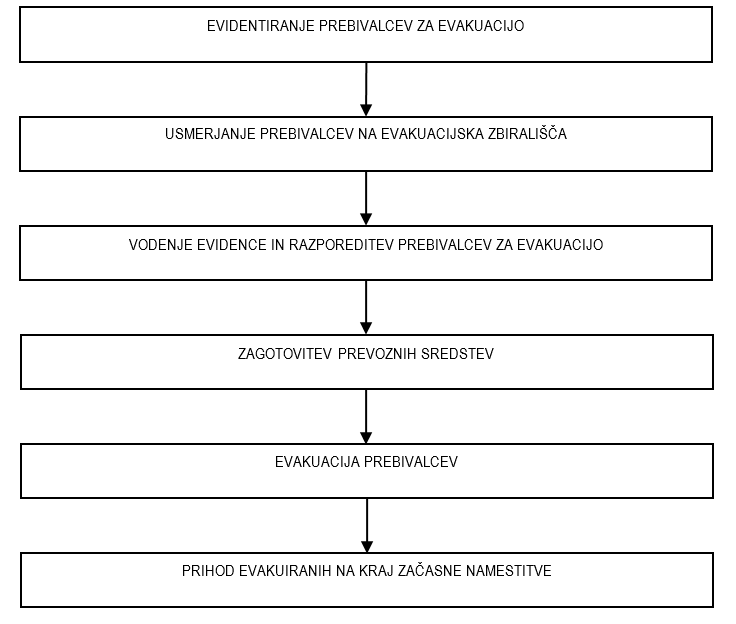 EVIDENTIRANJE PREBIVALCEV ZA EVAKUACIJO
USMERJANJE PREBIVALCEV NA EVAKUACIJSKA ZBIRALIŠČA
VODENJE EVIDENCE IN RAZPOREDITEV PREBIVALCEV ZA EVAKUACIJO
ZAGOTOVITEV PREVOZNIH SREDSTEV
EVAKUACIJA PREBIVALCEV
PRIHOD EVAKUIRANIH NA KRAJ ZAČASNE NAMESTITVE